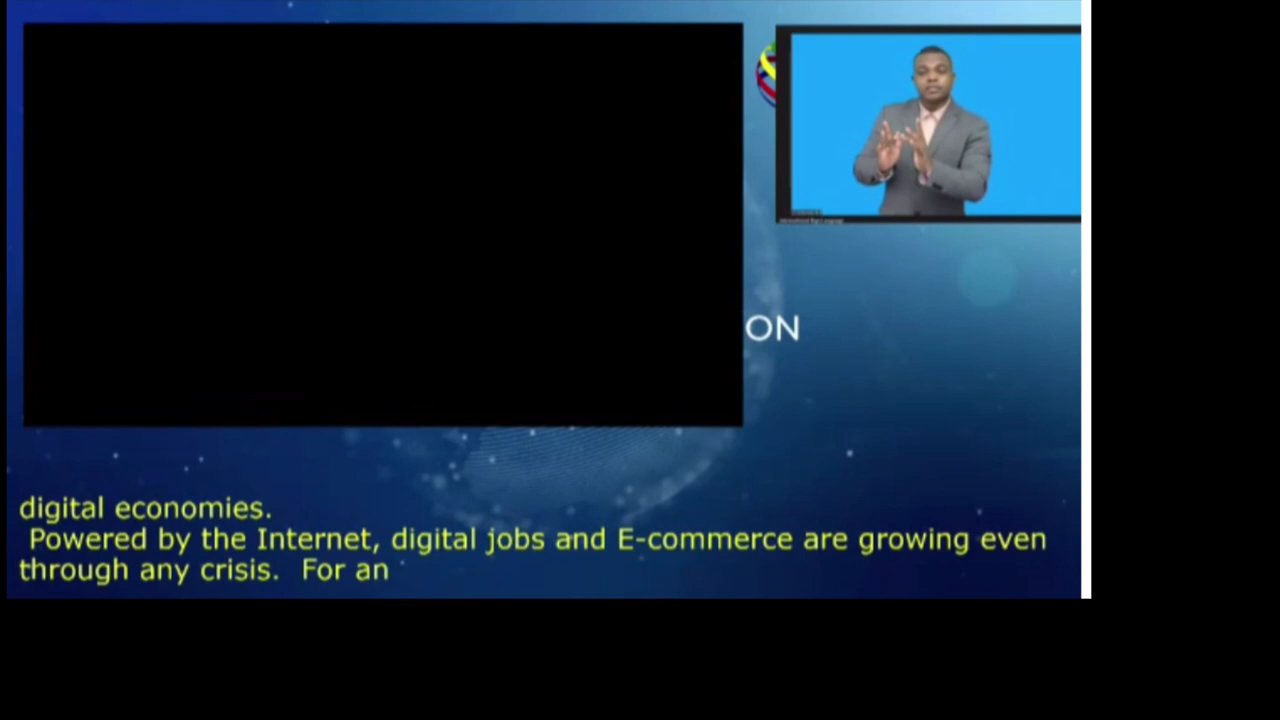 ON
digital economies.
Powered by the Internet, digital jobs and E-commerce are growing even
through any crisis.  For an